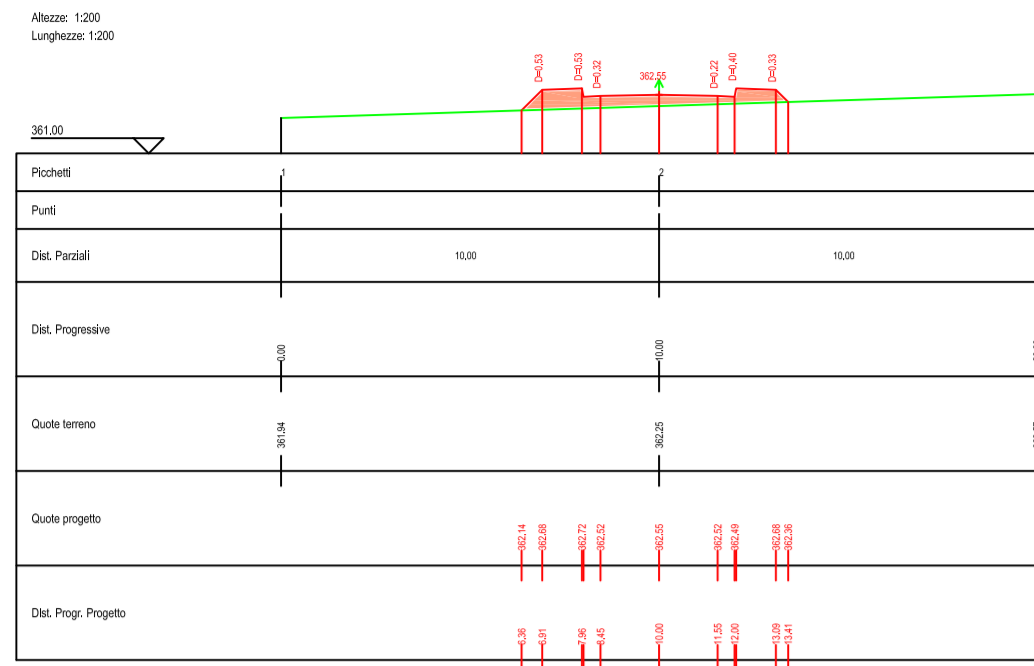 Altezze: 1:200
Lunghezze: 1:200
D=0,53 D=0.53 D=0,32 362.55 D=0.22 D=0,40 D=0,33
361.00
Picchetti 1 2
Punti
Dist. Parziali 10,00 10,00
Dist. Progressive 0.00 10.00
Quote terreno 361.94 362.25
Quote progetto 362,14 362,68 362,72 362,52 362,55 362,52 362,49 362,68 362,36
DIst. Progr. Progetto 6,36 6,91 7,96 8,45 10.00 11,55 12,00 13,09 13,41